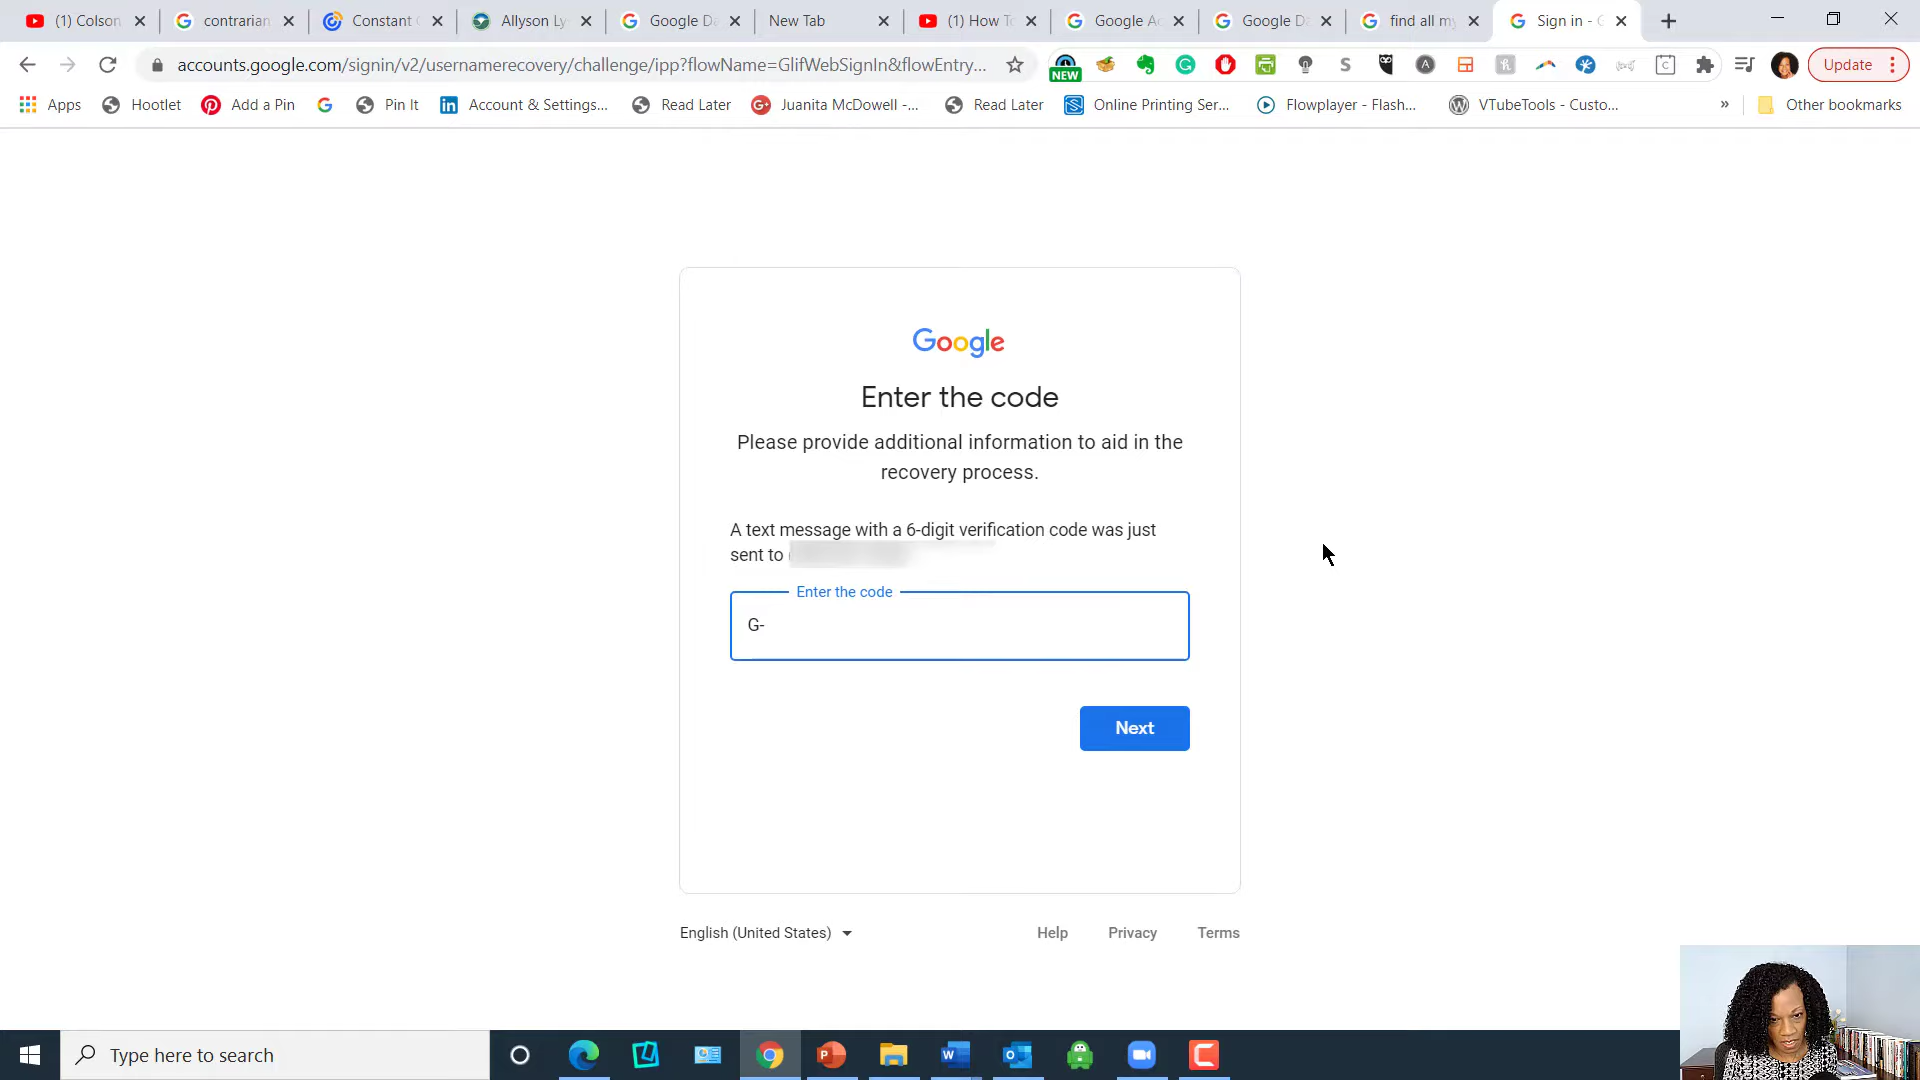 (1) Colson
contrarian
Constant
Allyson Ly
Google Da
New Tab
(1) How To
Google Ac
Google Da
find all my
Sign in - G
accounts.google.com/signin/v2/usernamerecovery/challenge/ipp?flowName=GlifWebSignIn&flowEntry...
NEW
Update
Apps
Hootlet
Add a Pin
Pin It
Account & Settings...
Read Later
Juanita McDowell -...
Read Later
Online Printing Ser...
Flowplayer - Flash...
VTubeTools - Custo...
»
Other bookmarks
Google
Enter the code
Please provide additional information to aid in the
recovery process.
A text message with a 6-digit verification code was just
sent to
Enter the code
G-
Next
English (United States)
Help
Privacy
Terms
Type here to search